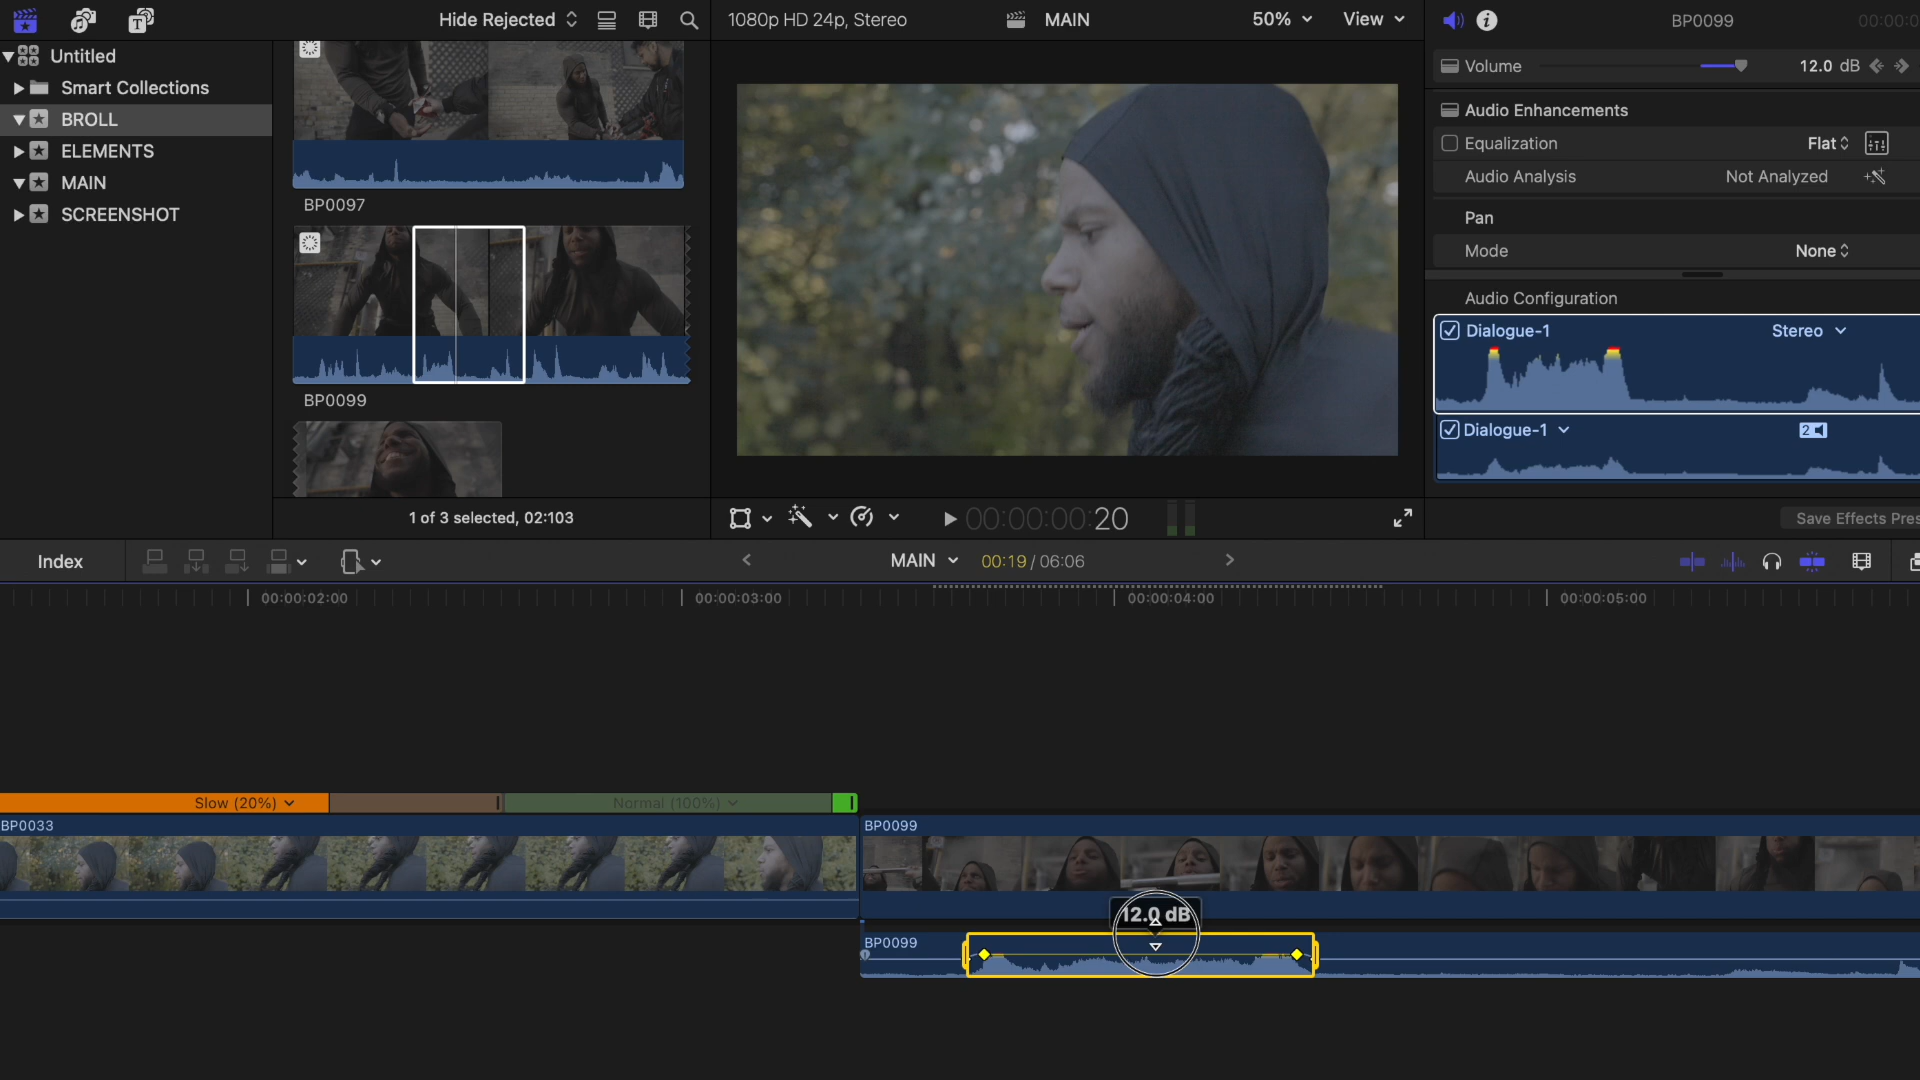 Hide Rejected
1080p HD 24p, Stereo
MAIN
50%
View
BP0099
00:00:0
Untitled
Smart Collections
BROLL
ELEMENTS
MAIN
SCREENSHOT
BP0097
BP0099
1 of 3 selected, 02:103
00:00:00:20
Volume
12.0 dB
Audio Enhancements
Equalization
Flat
Audio Analysis
Not Analyzed
Pan
Mode
None
Audio Configuration
Dialogue-1
Stereo
Dialogue-1
2
Save Effects Pres
Index
MAIN
00:19 / 06:06
00:00:02:00
00:00:03:00
00:00:04:00
00:00:05:00
Slow (20%)
Normal (100%)
BP0033
BP0099
12.0 dB
BP0099